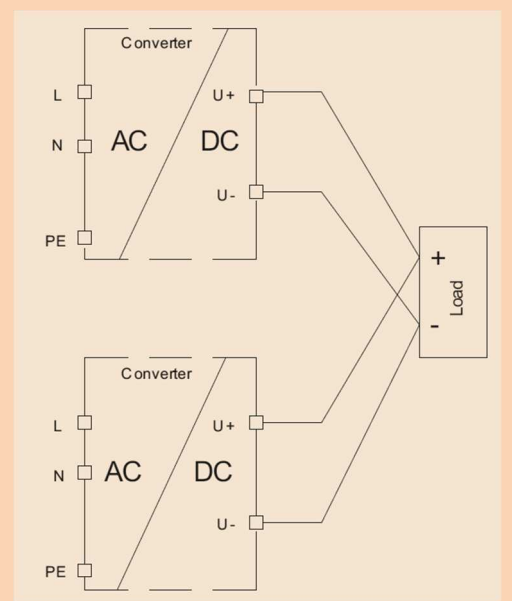 Converter
L
U+
N
AC
DC
U-
PE
+
Load
-
Converter
L
U+
N
AC
DC
U-
PE